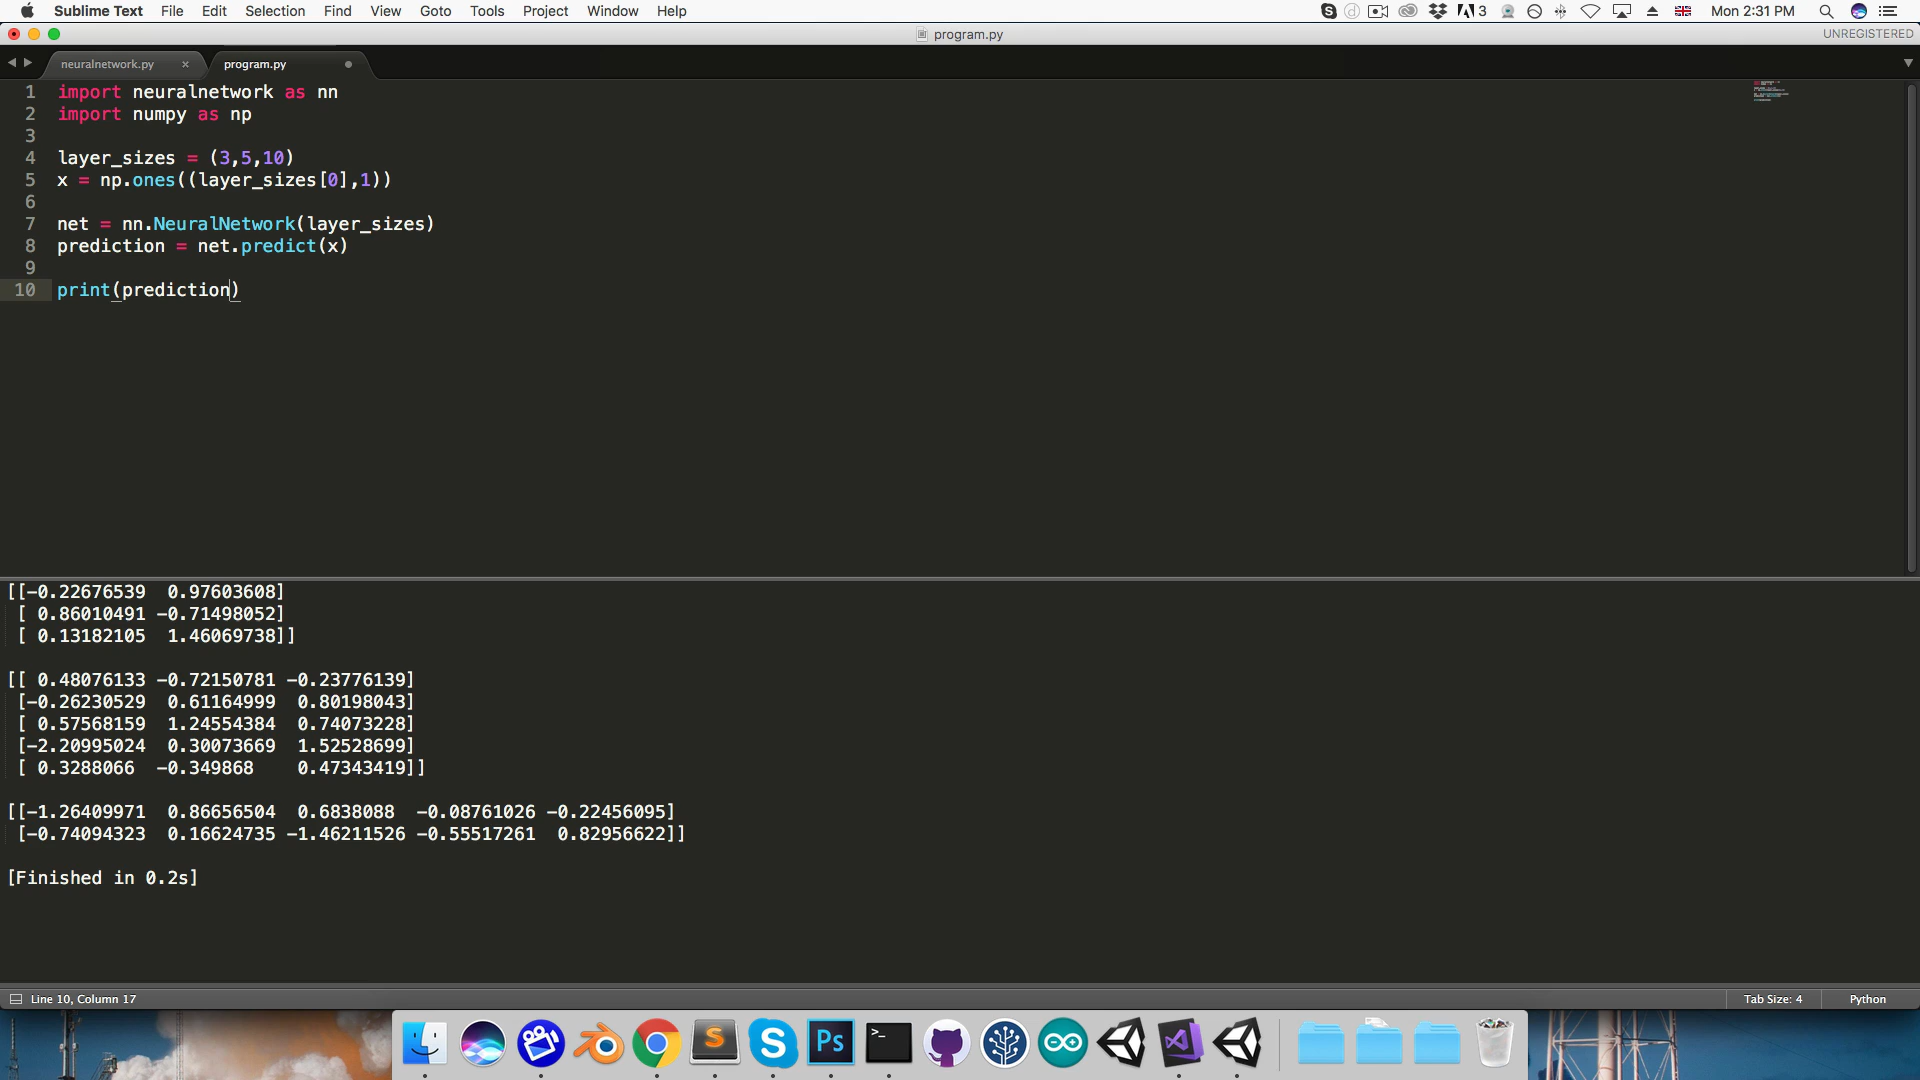 Sublime Text File Edit Selection Find View Goto Tools Project Window Help 3 Mon 2:31 PM
program.py UNREGISTERED
neuralnetwork.py × program.py
1 import neuralnetwork as nn
2 import numpy as np
3
4 layer_sizes = (3,5,10)
5 x = np.ones((layer_sizes[0],1))
6
7 net = nn.NeuralNetwork(layer_sizes)
8 prediction = net.predict(x)
9
10 print(prediction)
[[-0.22676539  0.97603608]
[ 0.86010491 -0.71498052]
[ 0.13182105  1.46069738]]
[[ 0.48076133 -0.72150781 -0.23776139]
[-0.26230529  0.61164999  0.80198043]
[ 0.57568159  1.24554384  0.74073228]
[-2.20995024  0.30073669  1.52528699]
[ 0.3288066  -0.349868    0.47343419]]
[[-1.26409971  0.86656504  0.6838088  -0.08761026 -0.22456095]
[-0.74094323  0.16624735 -1.46211526 -0.55517261  0.82956622]]
[Finished in 0.2s]
Line 10, Column 17 Tab Size: 4 Python
S S Ps >_